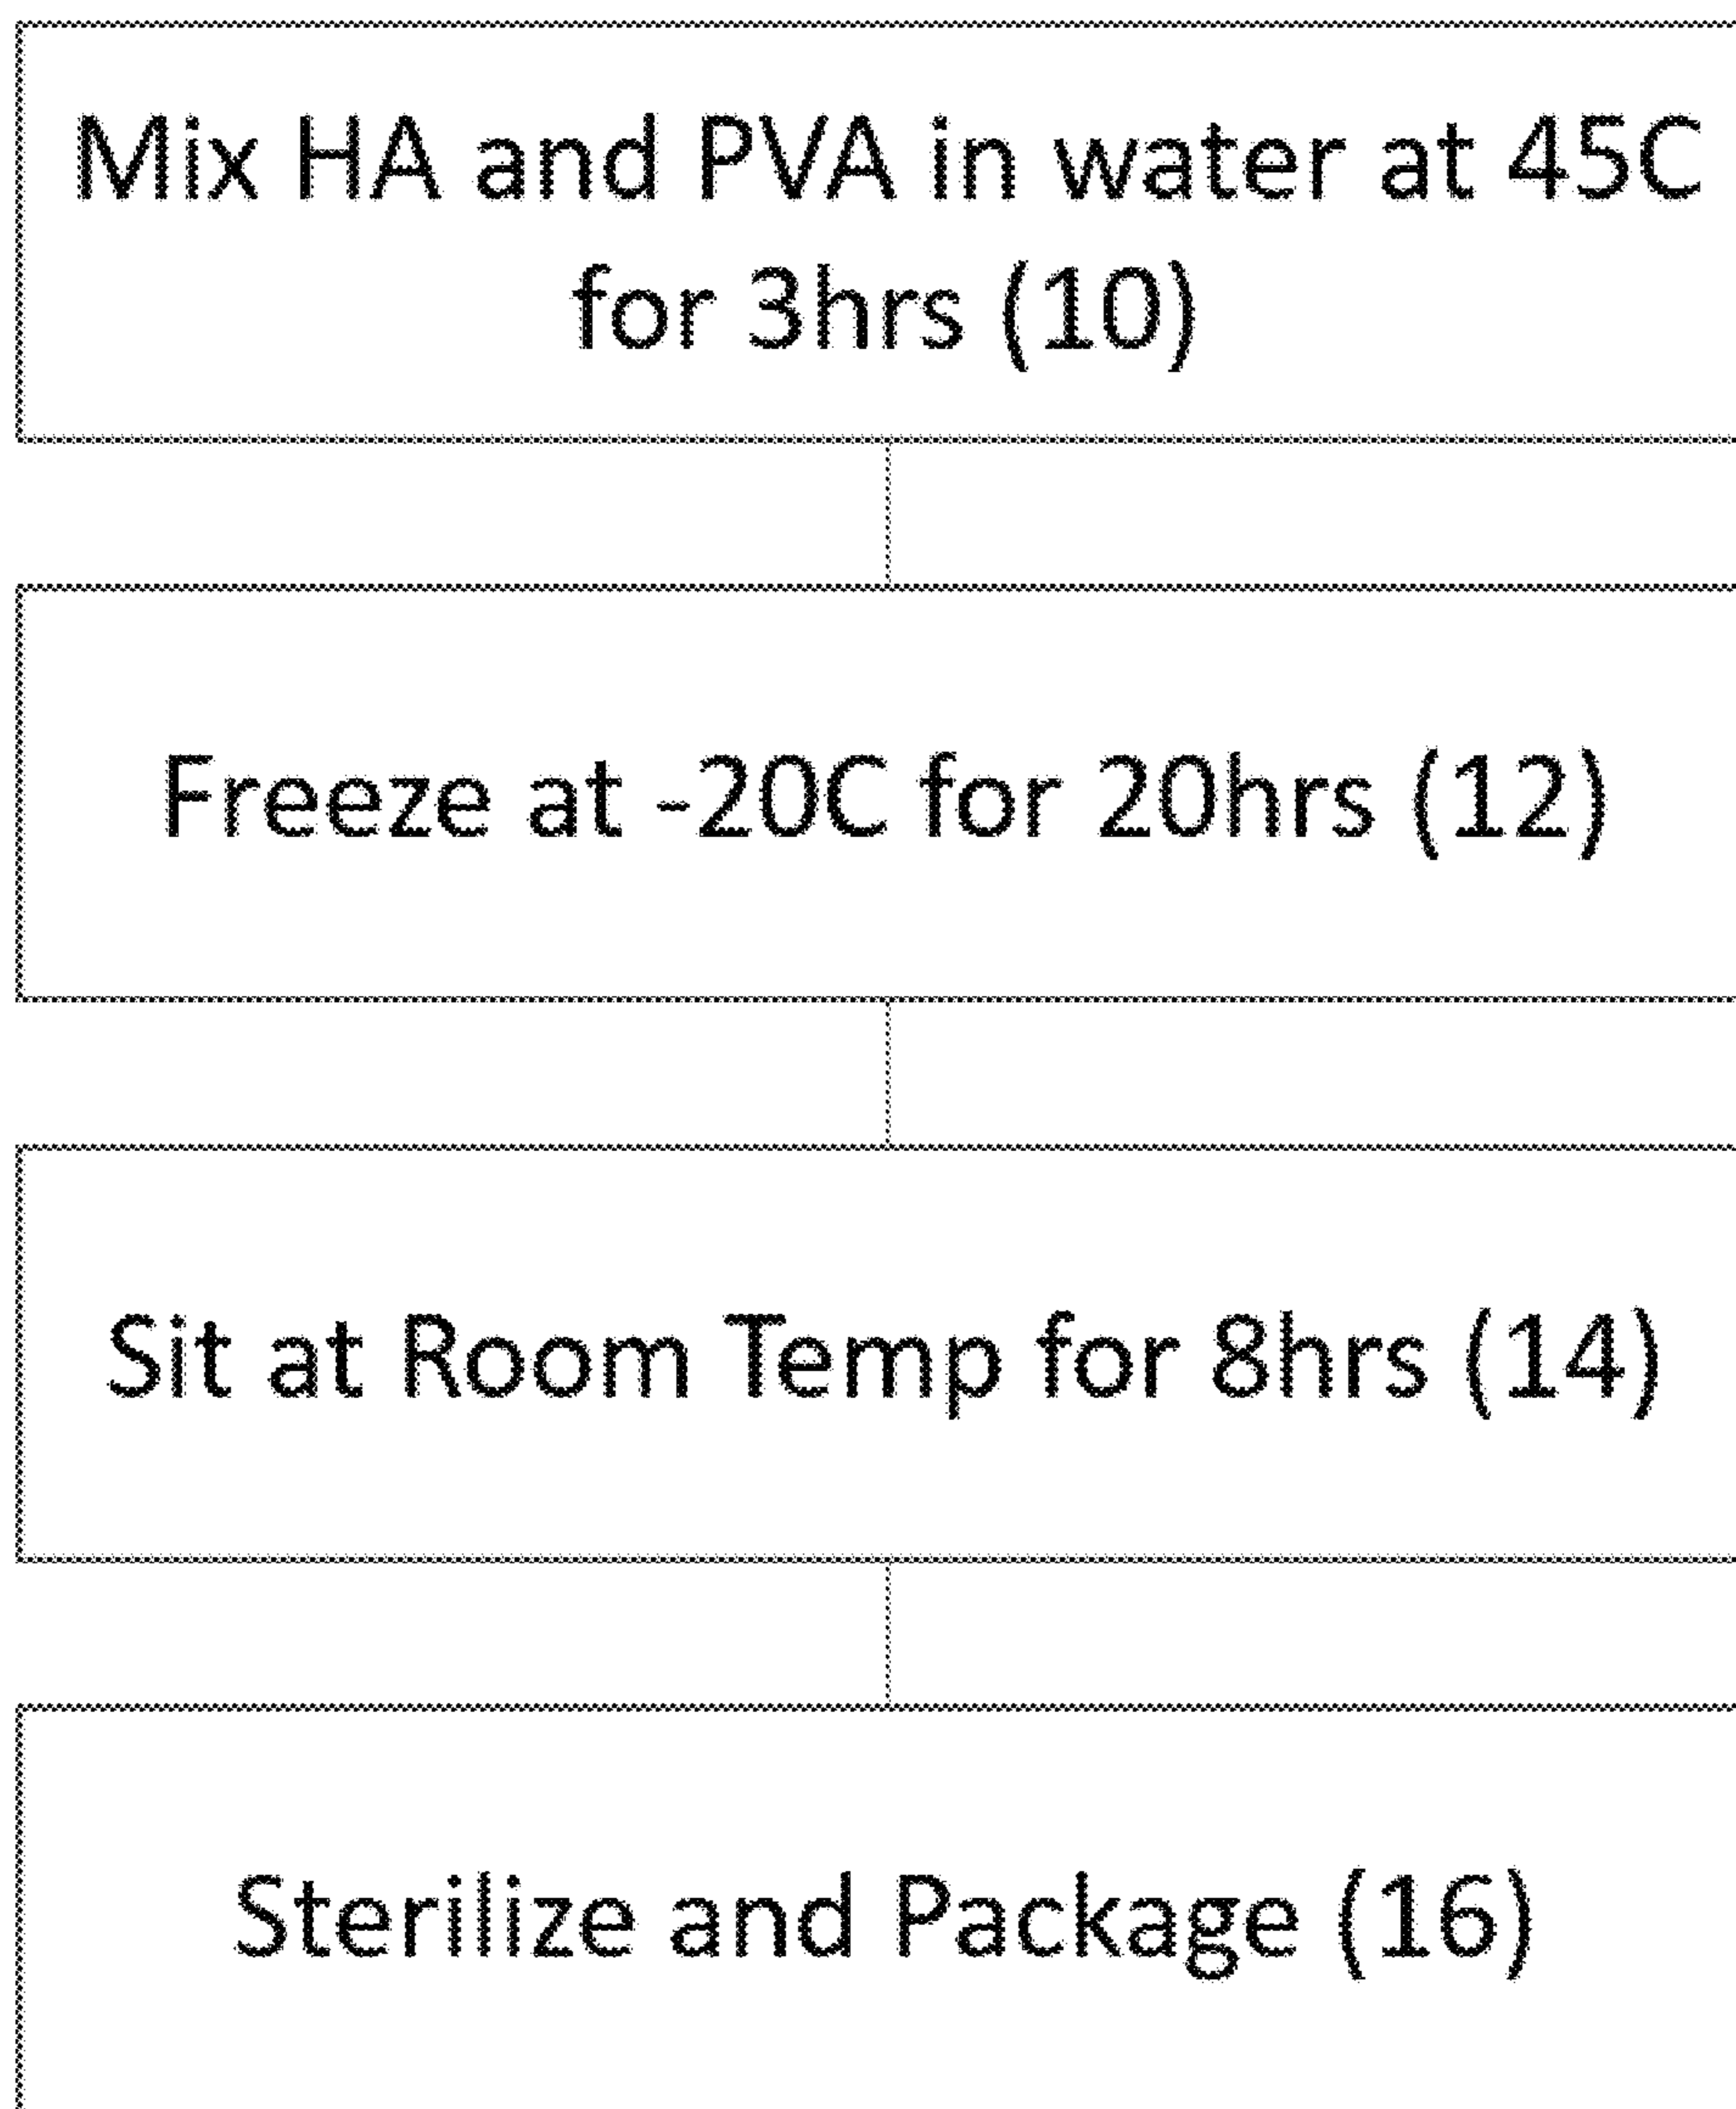 Mix HA and PVA in water at 45C
for 3hrs (10)
Freeze at -20C for 20hrs (12)
Sit at Room Temp for 8hrs (14)
Sterilize and Package (16)